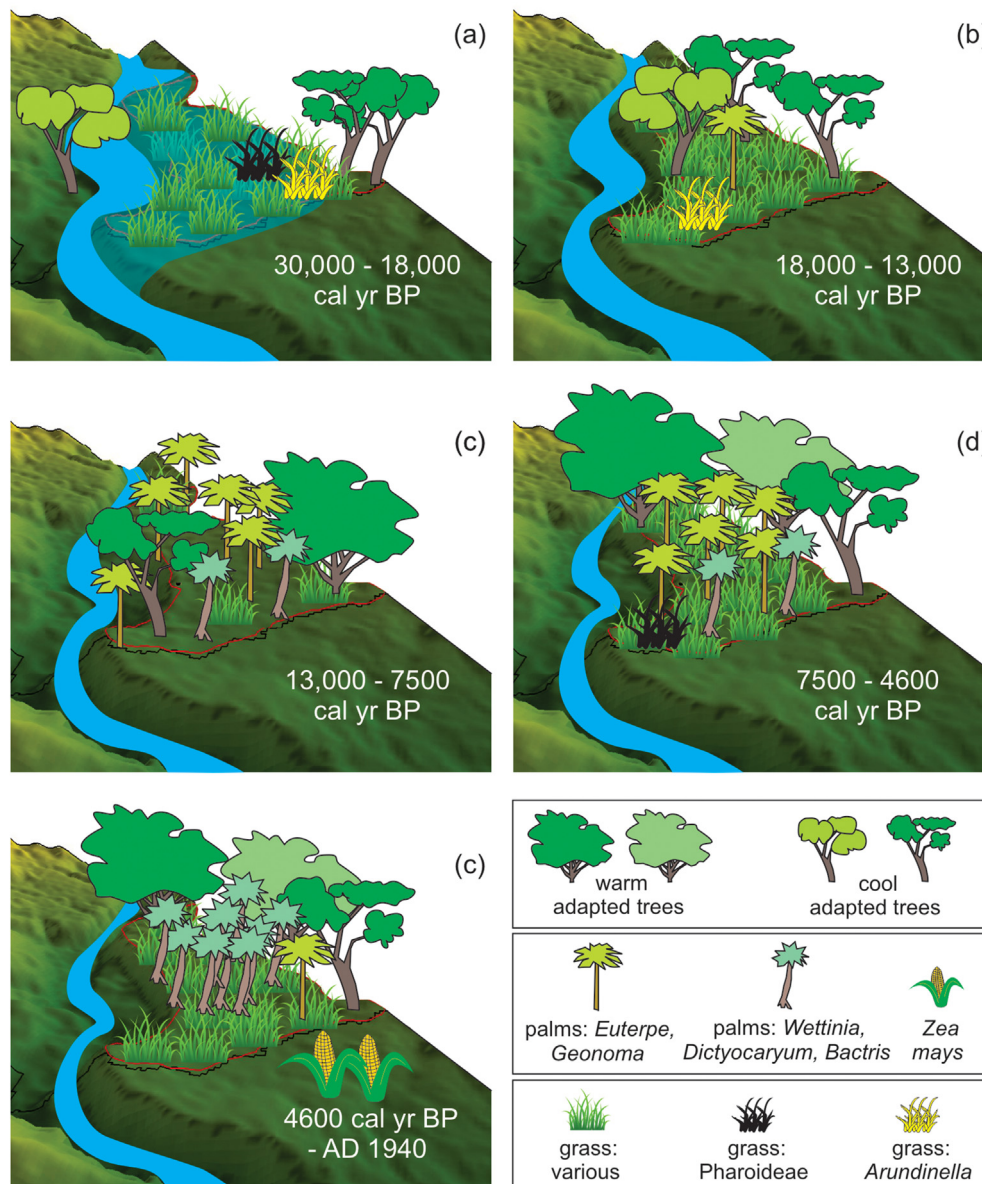 (a)
30,000 - 18,000
cal yr BP
(b)
18,000 - 13,000
cal yr BP
(c)
13,000 - 7500
cal yr BP
(d)
7500 - 4600
cal yr BP
(c)
4600 cal yr BP
- AD 1940
warm
adapted trees
cool
adapted trees
palms: Euterpe,
Geonoma
palms: Wettinia,
Dictyocaryum, Bactris
Zea
mays
grass:
various
grass:
Pharoideae
grass:
Arundinella